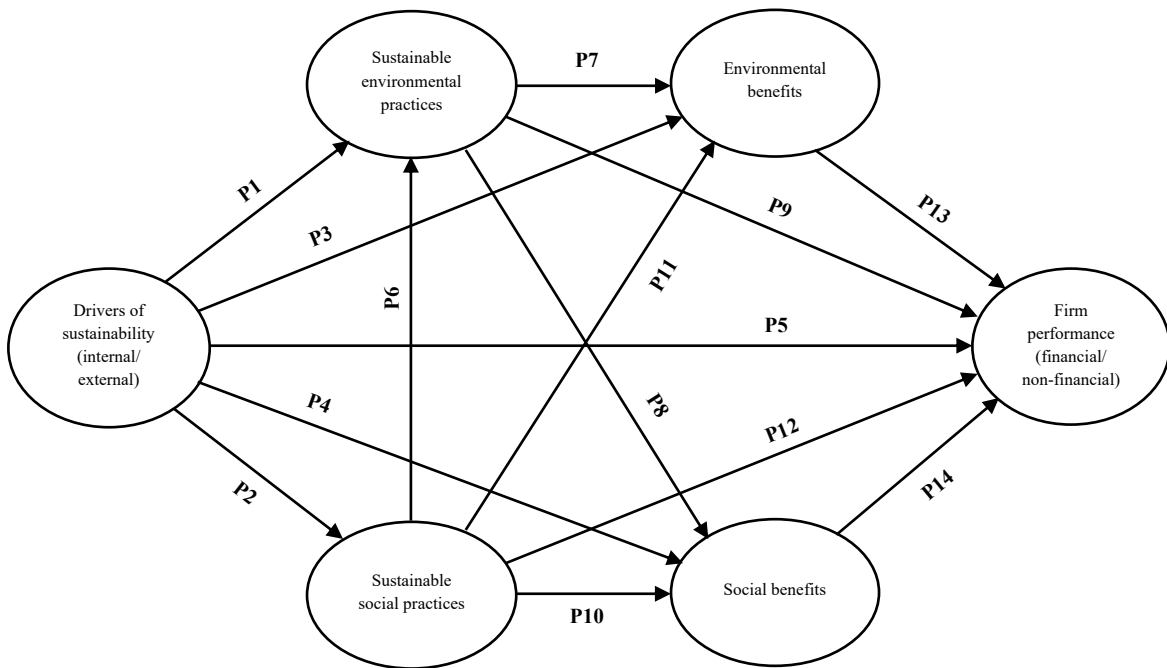 Sustainable
environmental
practices
P7
Environmental
benefits
P1
P3
P9
P13
P6
P11
Drivers of
sustainability
(internal/
external)
P5
Firm
performance
(financial/
non-financial)
P4
P8
P12
P2
P14
Sustainable
social practices
P10
Social benefits